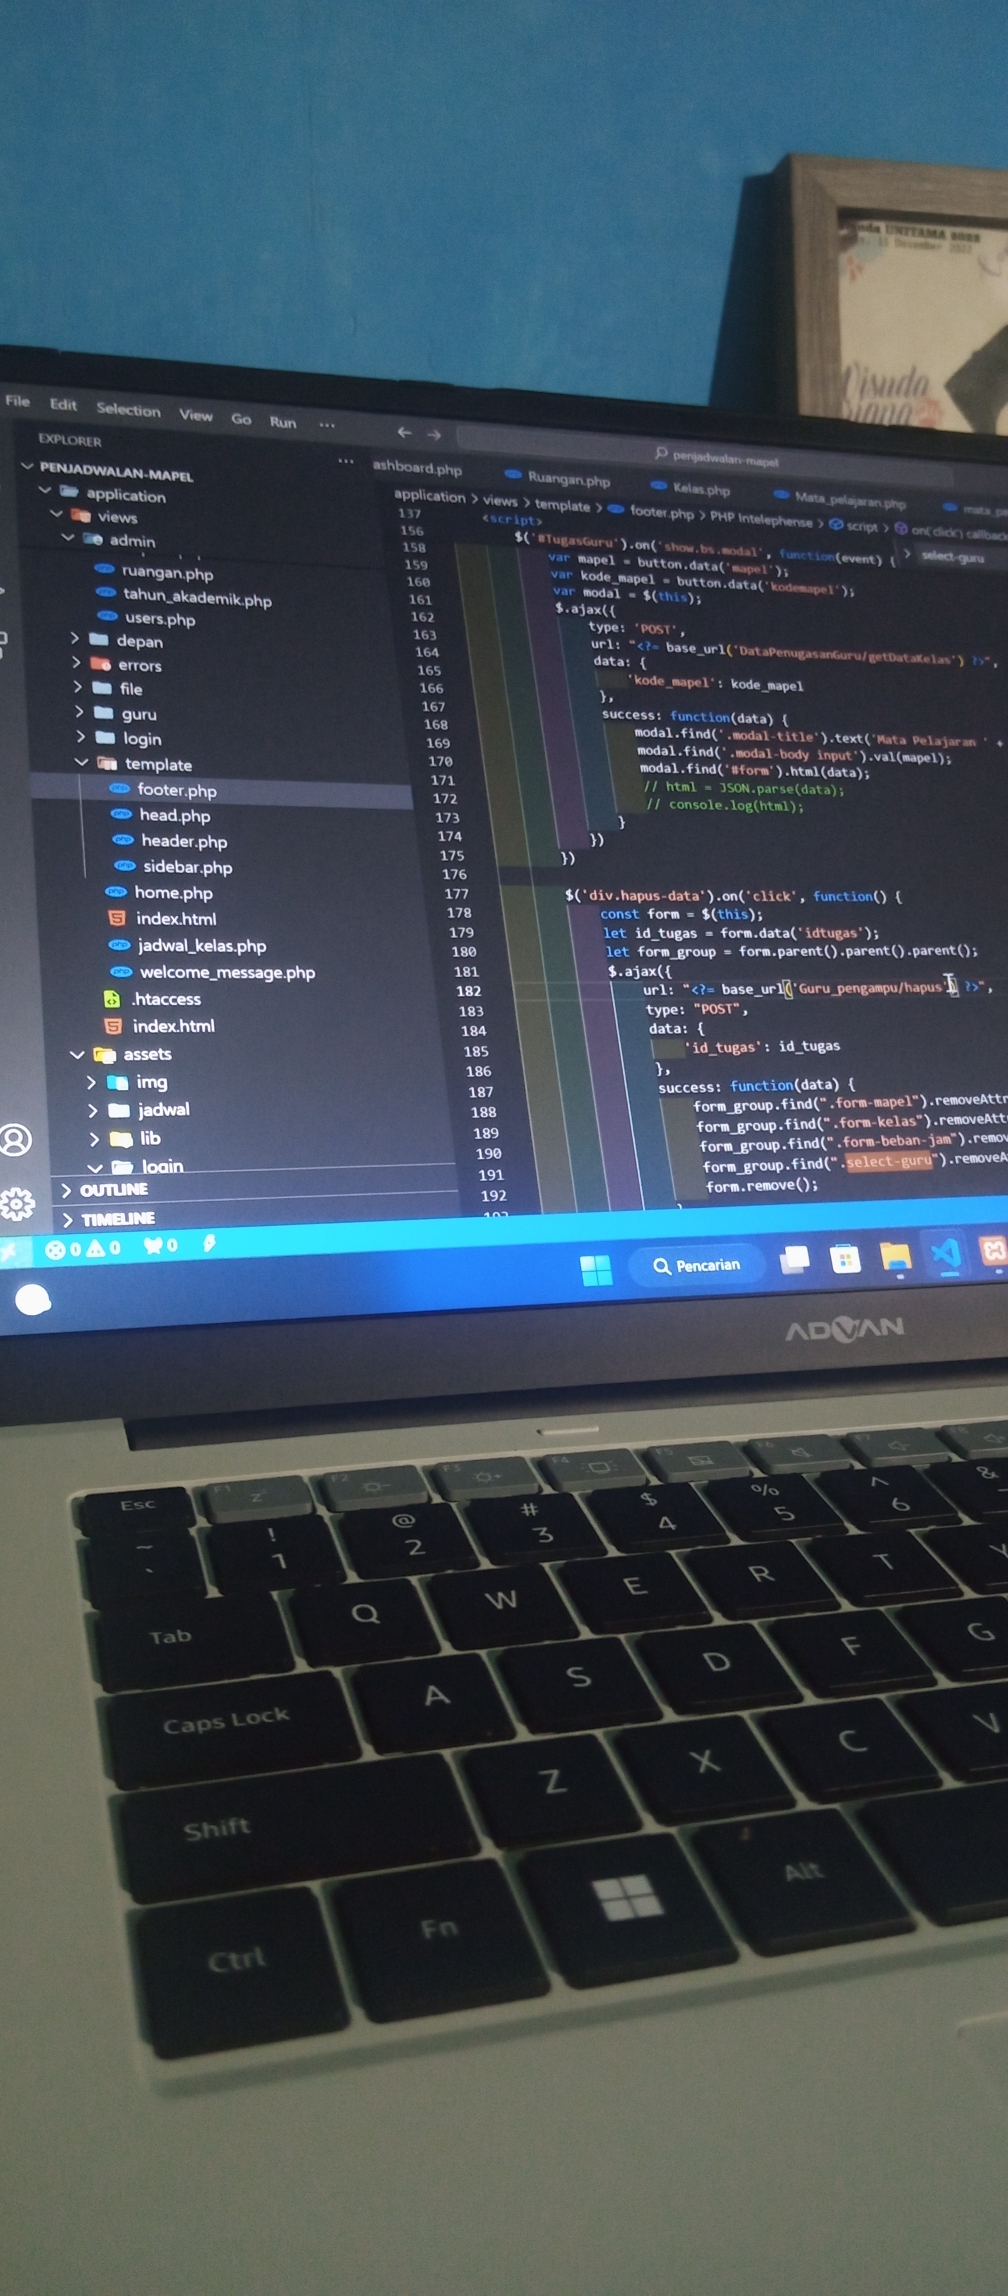 UNITAMA 2022
Desember 2022
Wisuda
File Edit Selection View Go Run ...
penjadwalan-mapel
EXPLORER ...
ashboard.php Ruangan.php Kelas.php Mata_pelajaran.php
PENJADWALAN-MAPEL
application
views
admin
ruangan.php
tahun_akademik.php
users.php
depan
errors
file
guru
login
template
footer.php
head.php
header.php
sidebar.php
home.php
index.html
jadwal_kelas.php
welcome_message.php
.htaccess
index.html
assets
img
jadwal
lib
login
OUTLINE
TIMELINE
application > views > template > footer.php > PHP Intelephense > script > on('click') callback
select-guru
137 <script>
156 $('#TugasGuru').on('show.bs.modal', function(event) {
158 var mapel = button.data('mapel');
159 var kode_mapel = button.data('kodemapel');
160 var modal = $(this);
161 $.ajax({
162 type: 'POST',
163 url: "<?= base_url('DataPenugasanGuru/getDataKelas') ?>",
164 data: {
165 'kode_mapel': kode_mapel
166 },
167 success: function(data) {
168 modal.find('.modal-title').text('Mata Pelajaran ' +
169 modal.find('.modal-body input').val(mapel);
170 modal.find('#form').html(data);
171 // html = JSON.parse(data);
172 // console.log(html);
173 }
174 })
175 })
176
177 $('div.hapus-data').on('click', function() {
178 const form = $(this);
179 let id_tugas = form.data('idtugas');
180 let form_group = form.parent().parent().parent();
181 $.ajax({
182 url: "<?= base_url('Guru_pengampu/hapus') ?>",
183 type: "POST",
184 data: {
185 'id_tugas': id_tugas
186 },
187 success: function(data) {
188 form_group.find(".form-mapel").removeAttr
189 form_group.find(".form-kelas").removeAtt
190 form_group.find(".form-beban-jam").remov
191 form_group.find(".select-guru").removeA
192 form.remove();
0 0 0
Pencarian
ADVAN
Esc F1 F2 F3 F4 F5 F6 F7
~ ` ! 1 @ 2 # 3 $ 4 % 5 ^ 6 &
Tab Q W E R T
Caps Lock A S D F G
Shift Z X C V
Ctrl Fn Alt